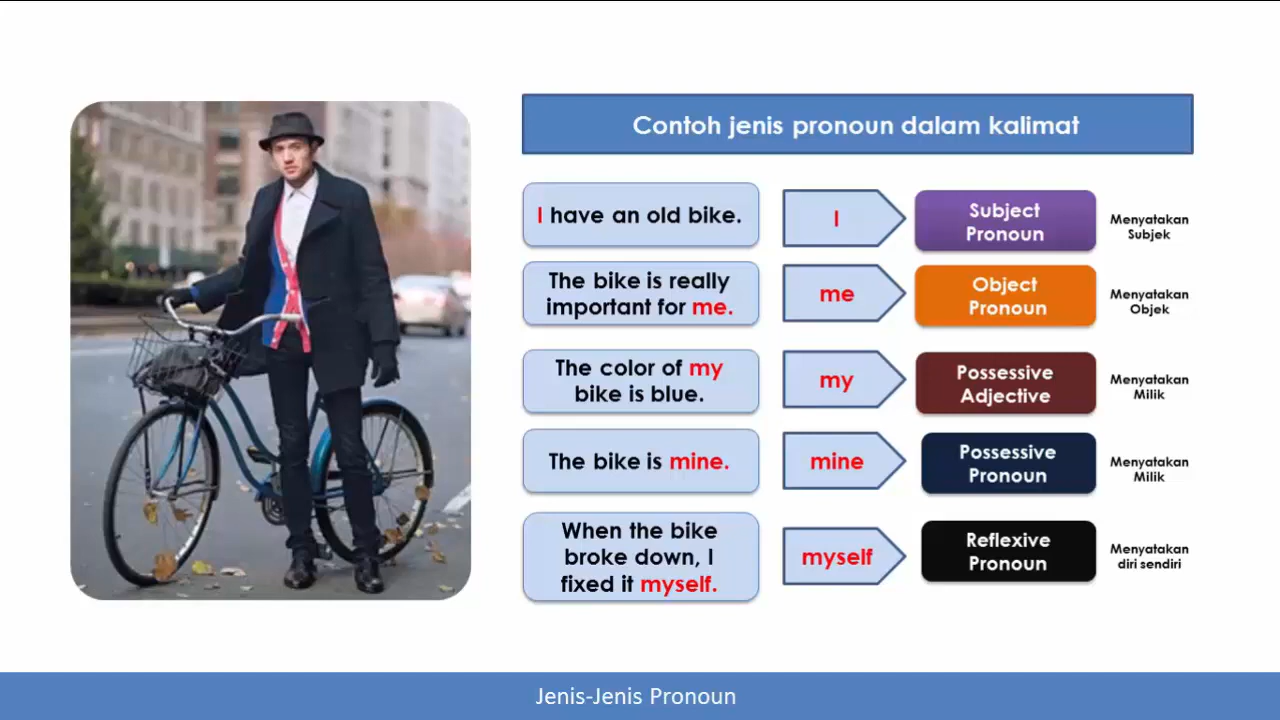 Contoh jenis pronoun dalam kalimat
I have an old bike.
I
Subject
Pronoun
Menyatakan
Subjek
The bike is really
important for me.
me
Object
Pronoun
Menyatakan
Objek
The color of my
bike is blue.
my
Possessive
Adjective
Menyatakan
Milik
The bike is mine.
mine
Possessive
Pronoun
Menyatakan
Milik
When the bike
broke down, I
fixed it myself.
myself
Reflexive
Pronoun
Menyatakan
diri sendiri
Jenis-Jenis Pronoun